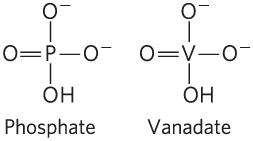 O⁻ O⁻
O=P—O⁻ O=V—O⁻
OH OH
Phosphate Vanadate